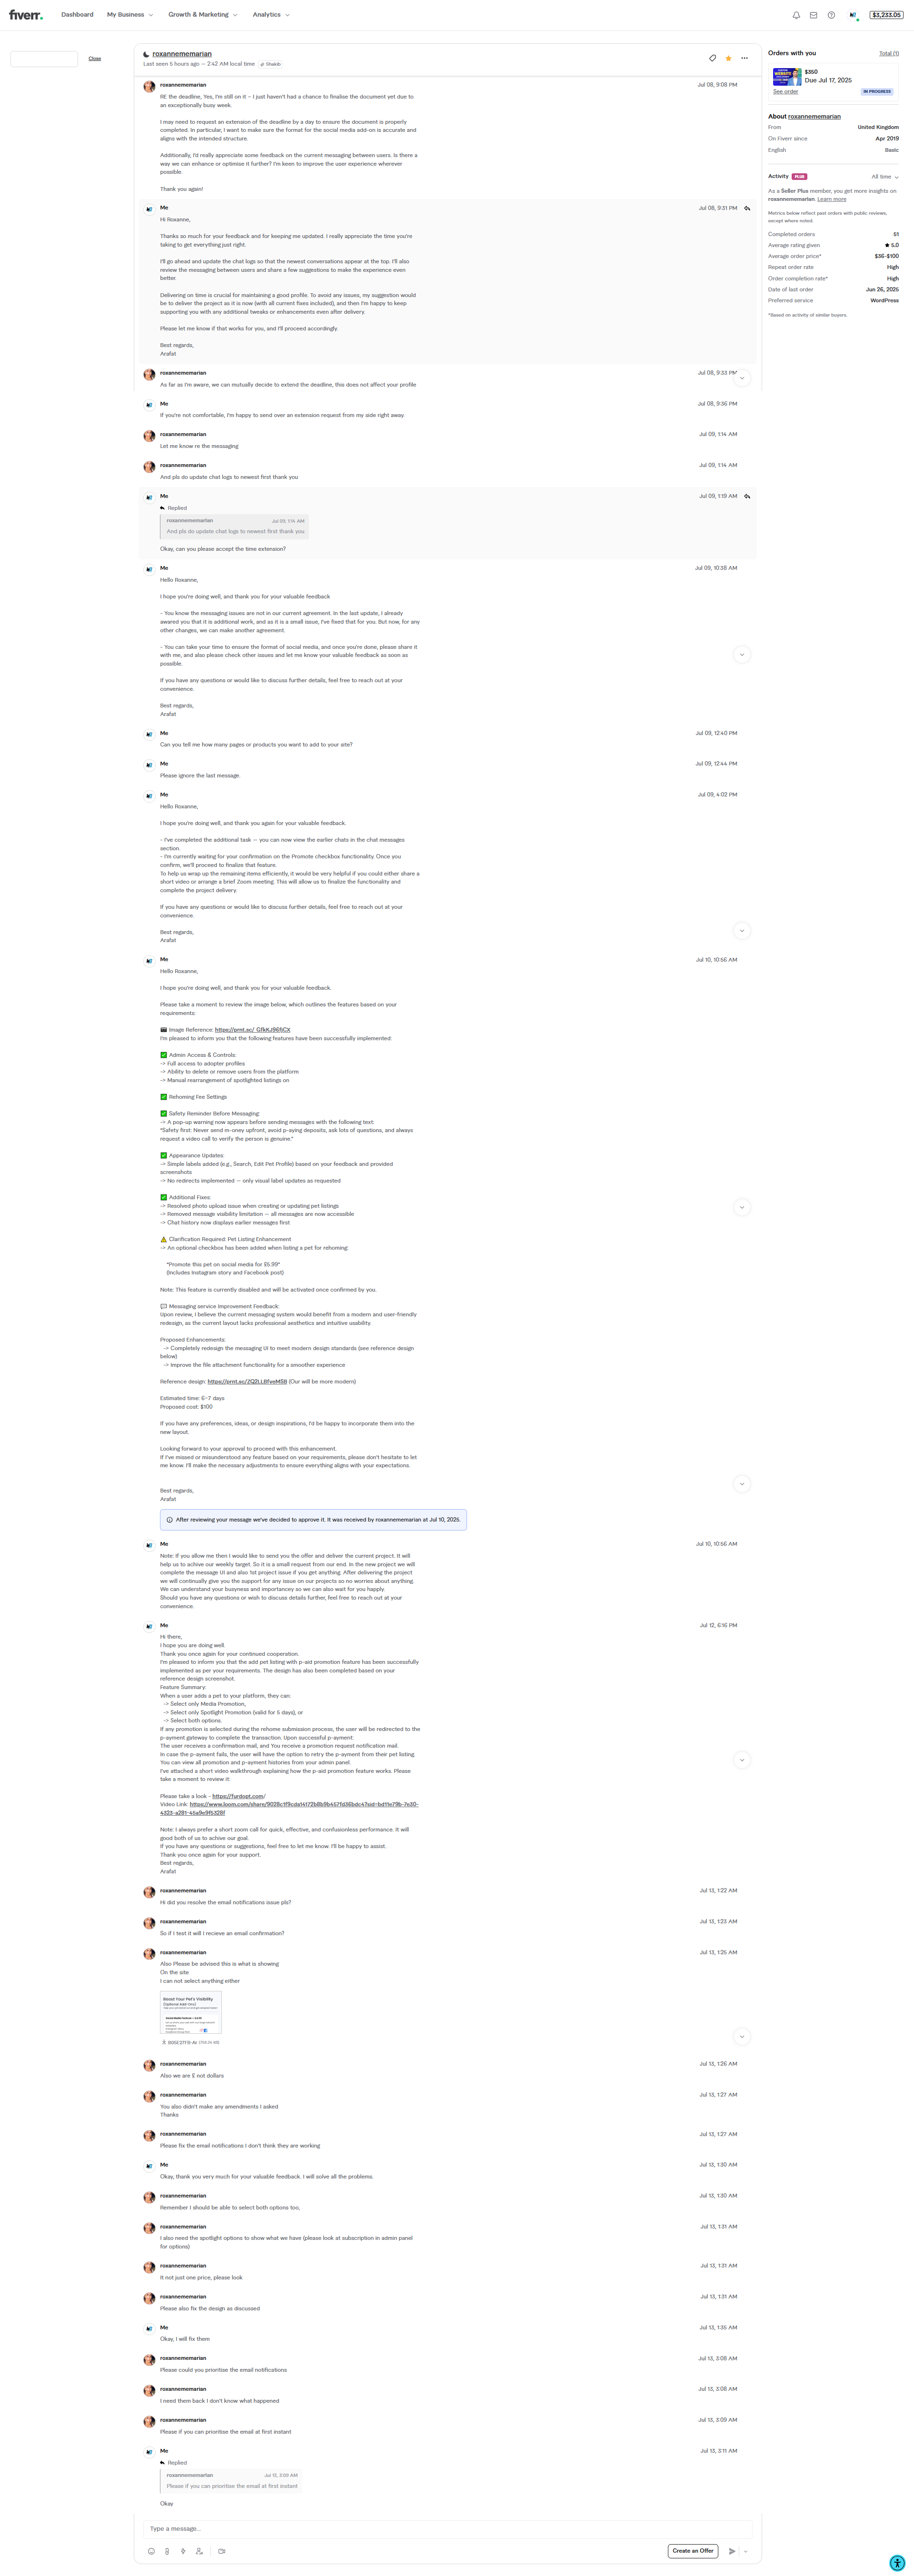 fiverr.
Dashboard
My Business
Growth & Marketing
Analytics
$3,233.05
Close
roxannememarian
Last seen 5 hours ago – 2:42 AM local time
Shakib
roxannememarian
Jul 08, 9:08 PM
RE the deadline, Yes, I'm still on it – I just haven't had a chance to finalise the document yet due to
an exceptionally busy week.
I may need to request an extension of the deadline by a day to ensure the document is properly
completed. In particular, I want to make sure the format for the social media add-on is accurate and
aligns with the intended structure.
Additionally, I'd really appreciate some feedback on the current messaging between users. Is there a
way we can enhance or optimise it further? I'm keen to improve the user experience wherever
possible.
Thank you again!
Me
Jul 08, 9:31 PM
Hi Roxanne,
Thanks so much for your feedback and for keeping me updated. I really appreciate the time you're
taking to get everything just right.
I'll go ahead and update the chat logs so that the newest conversations appear at the top. I'll also
review the messaging between users and share a few suggestions to make the experience even
better.
Delivering on time is crucial for maintaining a good profile. To avoid any issues, my suggestion would
be to deliver the project as it is now (with all current fixes included), and then I'm happy to keep
supporting you with any additional tweaks or enhancements even after delivery.
Please let me know if that works for you, and I'll proceed accordingly.
Best regards,
Arafat
roxannememarian
Jul 08, 9:33 PM
As far as I'm aware, we can mutually decide to extend the deadline, this does not affect your profile
Me
Jul 08, 9:36 PM
If you're not comfortable, I'm happy to send over an extension request from my side right away.
roxannememarian
Jul 09, 1:14 AM
Let me know re the messaging
roxannememarian
Jul 09, 1:14 AM
And pls do update chat logs to newest first thank you
Me
Jul 09, 1:19 AM
Replied
roxannememarian
Jul 09, 1:14 AM
And pls do update chat logs to newest first thank you
Okay, can you please accept the time extension?
Me
Jul 09, 10:38 AM
Hello Roxanne,
I hope you're doing well, and thank you for your valuable feedback
- You know the messaging issues are not in our current agreement. In the last update, I already
awared you that it is additional work, and as it is a small issue, I've fixed that for you. But now, for any
other changes, we can make another agreement.
- You can take your time to ensure the format of social media, and once you're done, please share it
with me, and also please check other issues and let me know your valuable feedback as soon as
possible.
If you have any questions or would like to discuss further details, feel free to reach out at your
convenience.
Best regards,
Arafat
Me
Jul 09, 12:40 PM
Can you tell me how many pages or products you want to add to your site?
Me
Jul 09, 12:44 PM
Please ignore the last message.
Me
Jul 09, 4:02 PM
Hello Roxanne,
I hope you're doing well, and thank you again for your valuable feedback.
- I've completed the additional task — you can now view the earlier chats in the chat messages
section.
- I'm currently waiting for your confirmation on the Promote checkbox functionality. Once you
confirm, we'll proceed to finalize that feature.
To help us wrap up the remaining items efficiently, it would be very helpful if you could either share a
short video or arrange a brief Zoom meeting. This will allow us to finalize the functionality and
complete the project delivery.
If you have any questions or would like to discuss further details, feel free to reach out at your
convenience.
Best regards,
Arafat
Me
Jul 10, 10:56 AM
Hello Roxanne,
I hope you're doing well, and thank you for your valuable feedback.
Please take a moment to review the image below, which outlines the features based on your
requirements:
Image Reference: https://prnt.sc/_GfkKJ96fjCX
I'm pleased to inform you that the following features have been successfully implemented:
✅ Admin Access & Controls:
-> Full access to adopter profiles
-> Ability to delete or remove users from the platform
-> Manual rearrangement of spotlighted listings on
✅ Rehoming Fee Settings
✅ Safety Reminder Before Messaging:
-> A pop-up warning now appears before sending messages with the following text:
"Safety first: Never send m-oney upfront, avoid p-aying deposits, ask lots of questions, and always
request a video call to verify the person is genuine."
✅ Appearance Updates:
-> Simple labels added (e.g., Search, Edit Pet Profile) based on your feedback and provided
screenshots
-> No redirects implemented — only visual label updates as requested
✅ Additional Fixes:
-> Resolved photo upload issue when creating or updating pet listings
-> Removed message visibility limitation — all messages are now accessible
-> Chat history now displays earlier messages first
⚠ Clarification Required: Pet Listing Enhancement
-> An optional checkbox has been added when listing a pet for rehoming:
"Promote this pet on social media for £5.99"
(Includes Instagram story and Facebook post)
Note: This feature is currently disabled and will be activated once confirmed by you.
Messaging service Improvement Feedback:
Upon review, I believe the current messaging system would benefit from a modern and user-friendly
redesign, as the current layout lacks professional aesthetics and intuitive usability.
Proposed Enhancements:
-> Completely redesign the messaging UI to meet modern design standards (see reference design
below)
-> Improve the file attachment functionality for a smoother experience
Reference design: (Our will be more modern)
Estimated time: 6–7 days
Proposed cost: $100
If you have any preferences, ideas, or design inspirations, I'd be happy to incorporate them into the
new layout.
Looking forward to your approval to proceed with this enhancement.
If I've missed or misunderstood any feature based on your requirements, please don't hesitate to let
me know. I'll make the necessary adjustments to ensure everything aligns with your expectations.
Best regards,
Arafat
After reviewing your message we've decided to approve it. It was received by roxannememarian at Jul 10, 2025.
Me
Jul 10, 10:56 AM
Note: If you allow me then I would like to send you the offer and deliver the current project. It will
help us to achive our weekly target. So it is a small request from our end. In the new project we will
complete the message UI and also 1st project issue if you get anything. After delivering the project
we will continually give you the support for any issue on our projects so no worries about anything.
We can understand your busyness and importancy so we can also wait for you happly.
Should you have any questions or wish to discuss details further, feel free to reach out at your
convenience.
Me
Jul 12, 6:16 PM
Hi there,
I hope you are doing well.
Thank you once again for your continued cooperation.
I'm pleased to inform you that the add pet listing with p-aid promotion feature has been successfully
implemented as per your requirements. The design has also been completed based on your
reference design screenshot.
Feature Summary:
When a user adds a pet to your platform, they can:
-> Select only Media Promotion,
-> Select only Spotlight Promotion (valid for 5 days), or
-> Select both options.
If any promotion is selected during the rehome submission process, the user will be redirected to the
p-ayment gateway to complete the transaction. Upon successful p-ayment:
The user receives a confirmation mail, and You receive a promotion request notification mail.
In case the p-ayment fails, the user will have the option to retry the p-ayment from their pet listing.
You can view all promotion and p-ayment histories from your admin panel.
I've attached a short video walkthrough explaining how the p-aid promotion feature works. Please
take a moment to review it:
Please take a look - https://furdopt.com/
Video Link:
Note: I always prefer a short zoom call for quick, effective, and confusionless performance. It will
good both of us to achive our goal.
If you have any questions or suggestions, feel free to let me know. I'll be happy to assist.
Thank you once again for your support.
Best regards,
Arafat
roxannememarian
Jul 13, 1:22 AM
Hi did you resolve the email notifications issue pls?
roxannememarian
Jul 13, 1:23 AM
So if I test it will I recieve an email confirmation?
roxannememarian
Jul 13, 1:25 AM
Also Please be advised this is what is showing
On the site
I can not select anything either
Boost Your Pet's Visibility
(Optional Add-Ons)
roxannememarian
Jul 13, 1:26 AM
Also we are £ not dollars
roxannememarian
Jul 13, 1:27 AM
You also didn't make any amendments I asked
Thanks
roxannememarian
Jul 13, 1:27 AM
Please fix the email notifications I don't think they are working
Me
Jul 13, 1:30 AM
Okay, thank you very much for your valuable feedback. I will solve all the problems.
roxannememarian
Jul 13, 1:30 AM
Remember I should be able to select both options too,
roxannememarian
Jul 13, 1:31 AM
I also need the spotlight options to show what we have (please look at subscription in admin panel
for options)
roxannememarian
Jul 13, 1:31 AM
It not just one price, please look
roxannememarian
Jul 13, 1:31 AM
Please also fix the design as discussed
Me
Jul 13, 1:35 AM
Okay, I will fix them
roxannememarian
Jul 13, 3:08 AM
Please could you prioritise the email notifications
roxannememarian
Jul 13, 3:08 AM
I need them back I don't know what happened
roxannememarian
Jul 13, 3:09 AM
Please if you can prioritise the email at first instant
Me
Jul 13, 3:11 AM
Replied
roxannememarian
Jul 13, 3:09 AM
Please if you can prioritise the email at first instant
Okay
Type a message...
Create an Offer
Orders with you
Total (1)
$350
Due Jul 17, 2025
See order
IN PROGRESS
About roxannememarian
From
United Kingdom
On Fiverr since
Apr 2019
English
Basic
Activity
PLUS
All time
As a Seller Plus member, you get more insights on
roxannememarian. Learn more
Metrics below reflect past orders with public reviews,
except where noted.
Completed orders
51
Average rating given
★ 5.0
Average order price*
$36-$100
Repeat order rate
High
Order completion rate*
High
Date of last order
Jun 26, 2025
Preferred service
WordPress
*Based on activity of similar buyers.